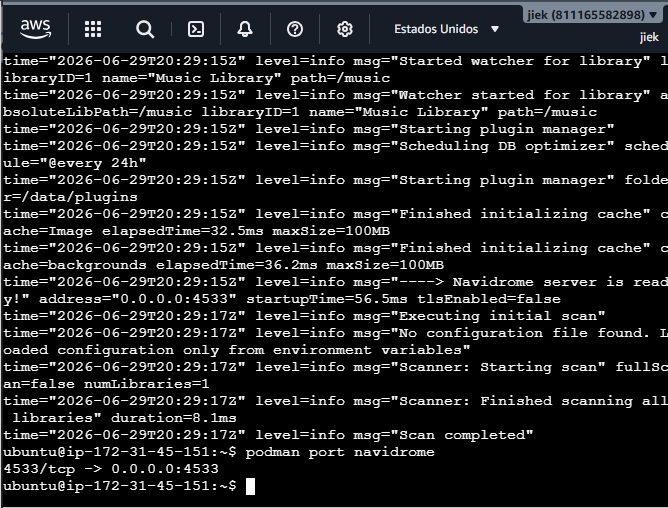 aws
Estados Unidos
jiek (811165582898)
jiek
time="2026-06-29T20:29:15Z" level=info msg="Started watcher for library" l
ibraryID=1 name="Music Library" path=/music
time="2026-06-29T20:29:15Z" level=info msg="Watcher started for library" a
bsoluteLibPath=/music libraryID=1 name="Music Library" path=/music
time="2026-06-29T20:29:15Z" level=info msg="Starting plugin manager"
time="2026-06-29T20:29:15Z" level=info msg="Scheduling DB optimizer" sched
ule="@every 24h"
time="2026-06-29T20:29:15Z" level=info msg="Starting plugin manager" folde
r=/data/plugins
time="2026-06-29T20:29:15Z" level=info msg="Finished initializing cache" c
ache=Image elapsedTime=32.5ms maxSize=100MB
time="2026-06-29T20:29:15Z" level=info msg="Finished initializing cache" c
ache=backgrounds elapsedTime=36.2ms maxSize=100MB
time="2026-06-29T20:29:15Z" level=info msg="----> Navidrome server is read
y!" address="0.0.0.0:4533" startupTime=56.5ms tlsEnabled=false
time="2026-06-29T20:29:17Z" level=info msg="Executing initial scan"
time="2026-06-29T20:29:17Z" level=info msg="No configuration file found. L
oaded configuration only from environment variables"
time="2026-06-29T20:29:17Z" level=info msg="Scanner: Starting scan" fullSc
an=false numLibraries=1
time="2026-06-29T20:29:17Z" level=info msg="Scanner: Finished scanning all
 libraries" duration=8.1ms
time="2026-06-29T20:29:17Z" level=info msg="Scan completed"
ubuntu@ip-172-31-45-151:~$ podman port navidrome
4533/tcp -> 0.0.0.0:4533
ubuntu@ip-172-31-45-151:~$